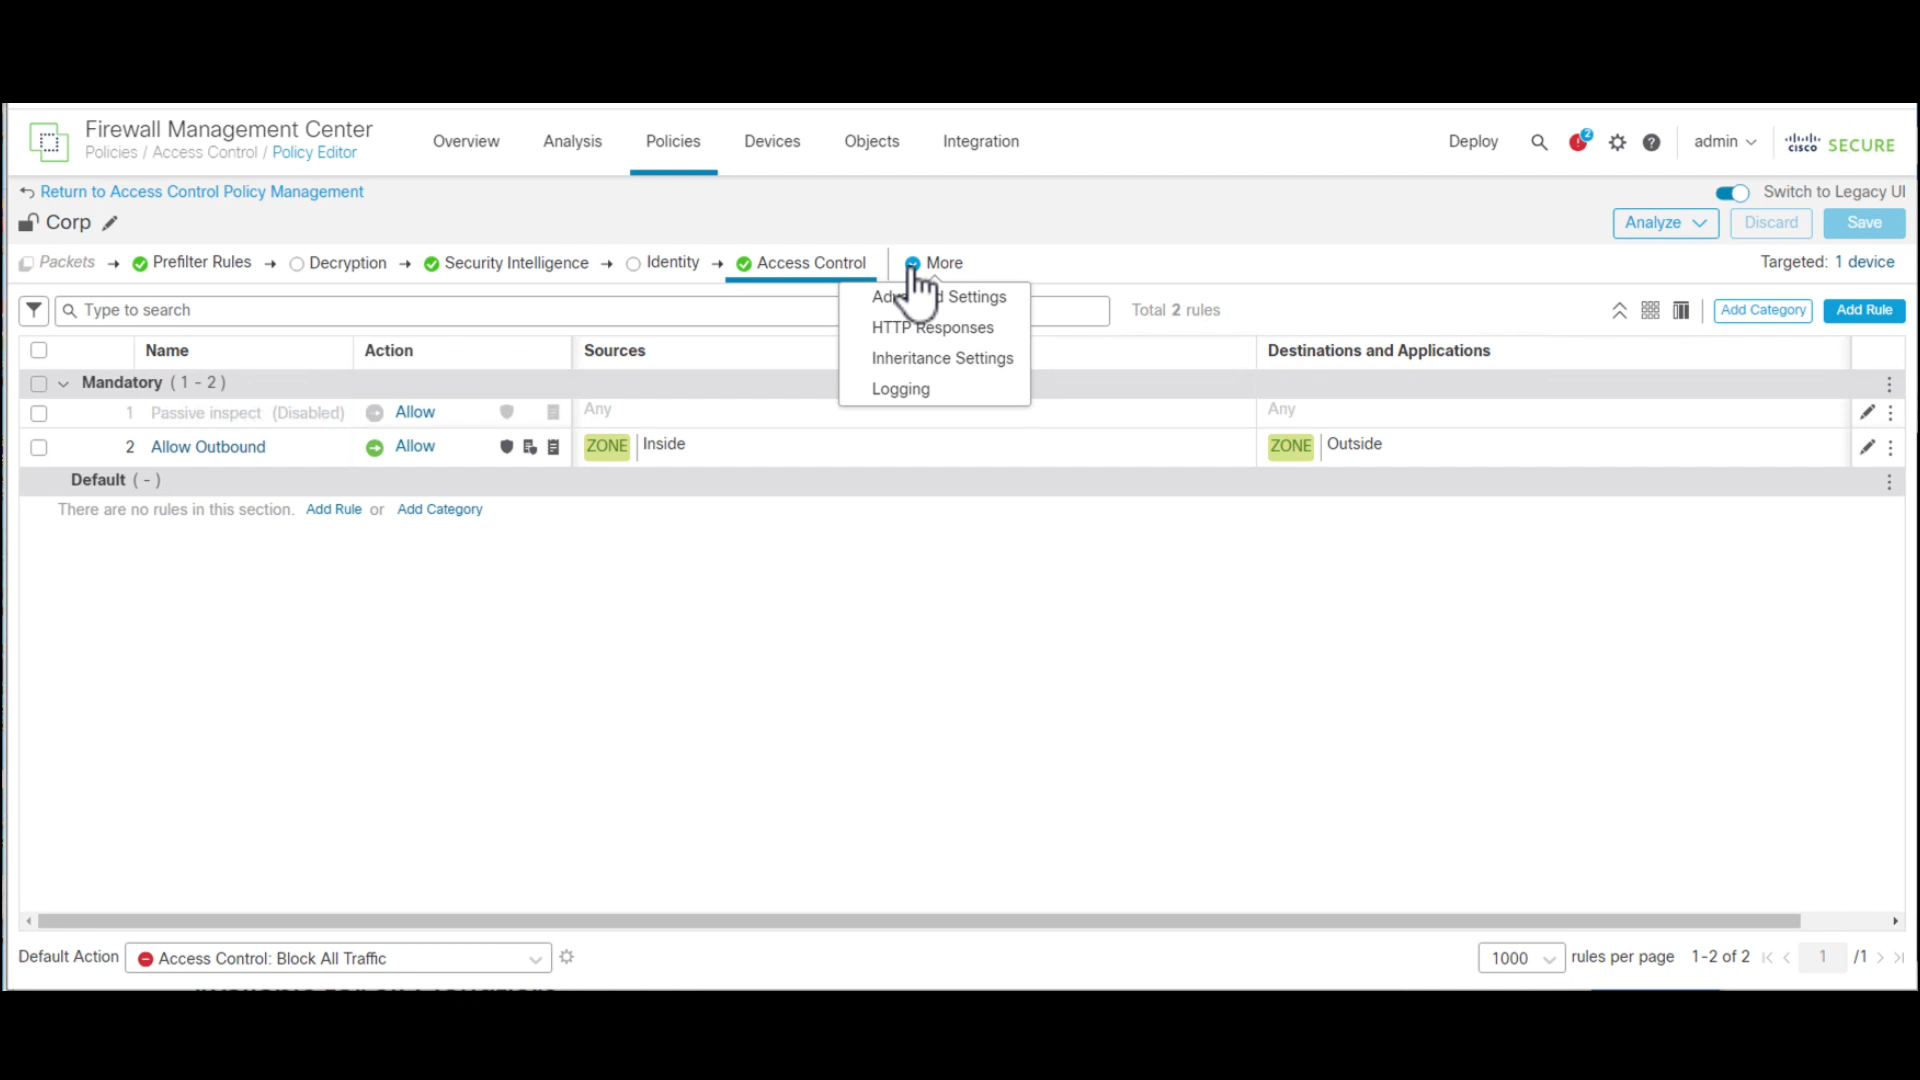 Firewall Management Center
Policies / Access Control / Policy Editor
Overview
Analysis
Policies
Devices
Objects
Integration
Deploy
2
admin
CISCO SECURE
Return to Access Control Policy Management
Switch to Legacy UI
Corp
Analyze
Discard
Save
Packets
Prefilter Rules
Decryption
Security Intelligence
Identity
Access Control
More
Targeted: 1 device
Advanced Settings
HTTP Responses
Inheritance Settings
Logging
Type to search
Total 2 rules
Add Category
Add Rule
Name
Action
Sources
Destinations and Applications
Mandatory ( 1 - 2 )
1 Passive inspect (Disabled) Allow Any Any
2 Allow Outbound Allow ZONE Inside ZONE Outside
Default ( - )
There are no rules in this section. Add Rule or Add Category
Default Action
Access Control: Block All Traffic
1000 rules per page 1-2 of 2 1 /1